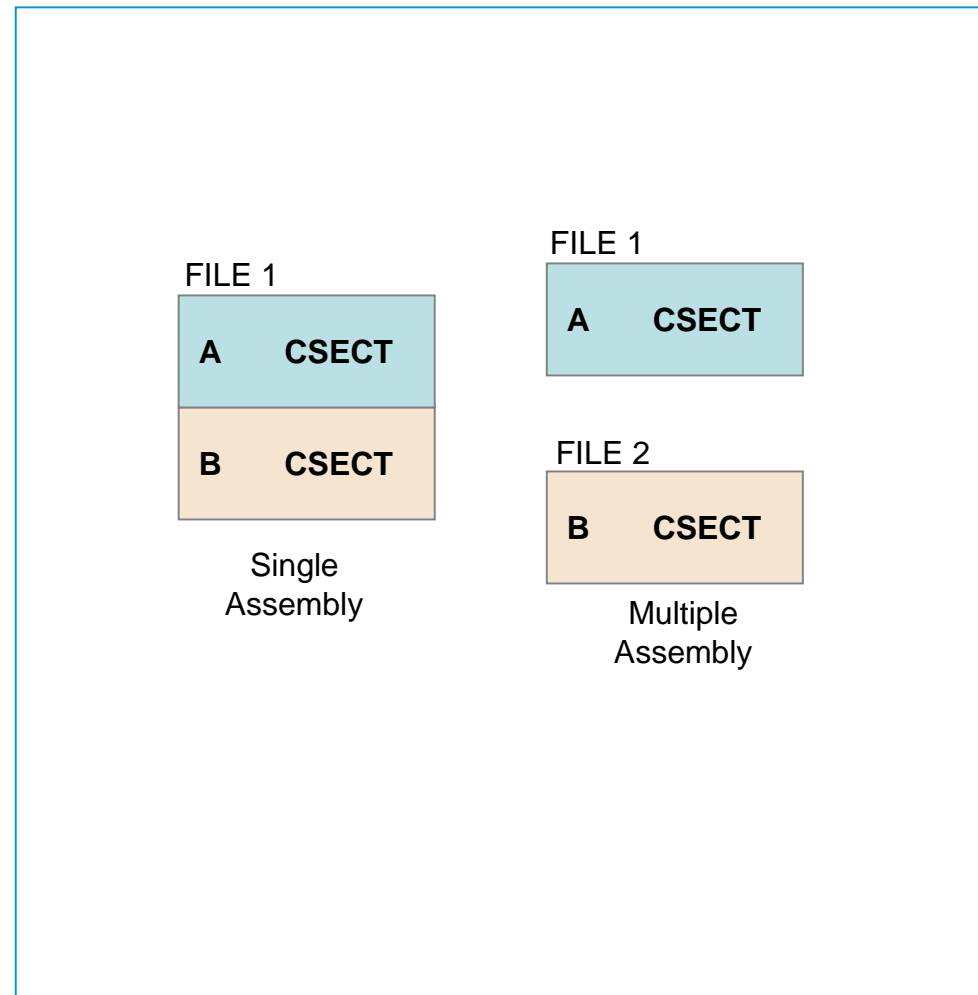 FILE 1
A CSECT
B CSECT
Single
Assembly
FILE 1
A CSECT
FILE 2
B CSECT
Multiple
Assembly